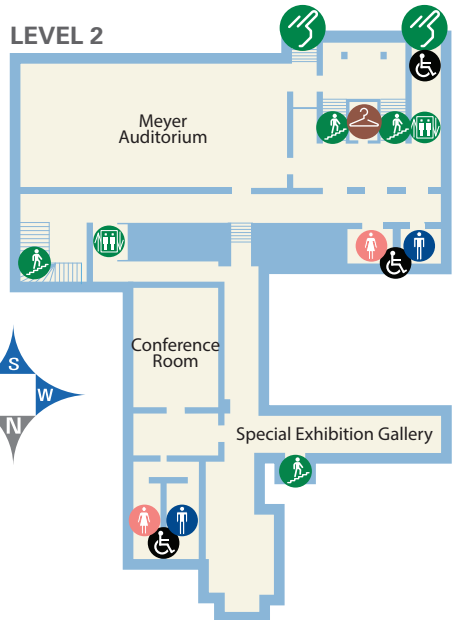 LEVEL 2
Meyer
Auditorium
Conference
Room
S
W
N
Special Exhibition Gallery